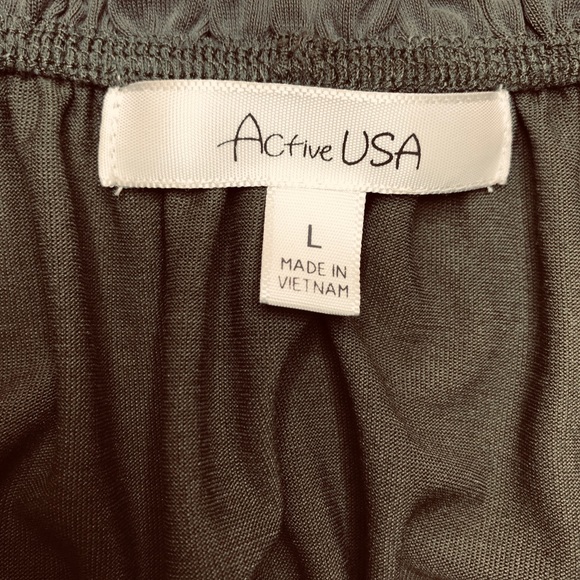 Active USA
L
MADE IN
VIETNAM